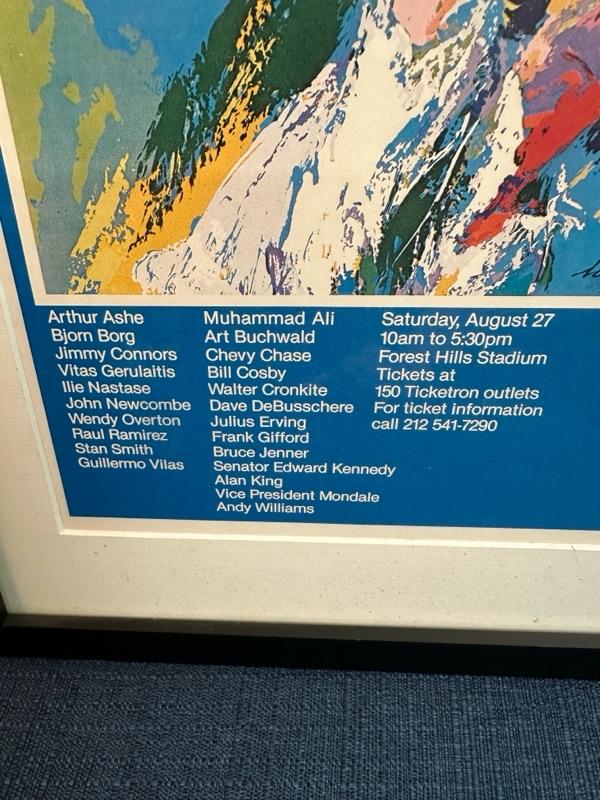 Arthur Ashe
Bjorn Borg
Jimmy Connors
Vitas Gerulaitis
Ilie Nastase
John Newcombe
Wendy Overton
Raul Ramirez
Stan Smith
Guillermo Vilas
Muhammad Ali
Art Buchwald
Chevy Chase
Bill Cosby
Walter Cronkite
Dave DeBusschere
Julius Erving
Frank Gifford
Bruce Jenner
Senator Edward Kennedy
Alan King
Vice President Mondale
Andy Williams
Saturday, August 27
10am to 5:30pm
Forest Hills Stadium
Tickets at
150 Ticketron outlets
For ticket information
call 212 541-7290